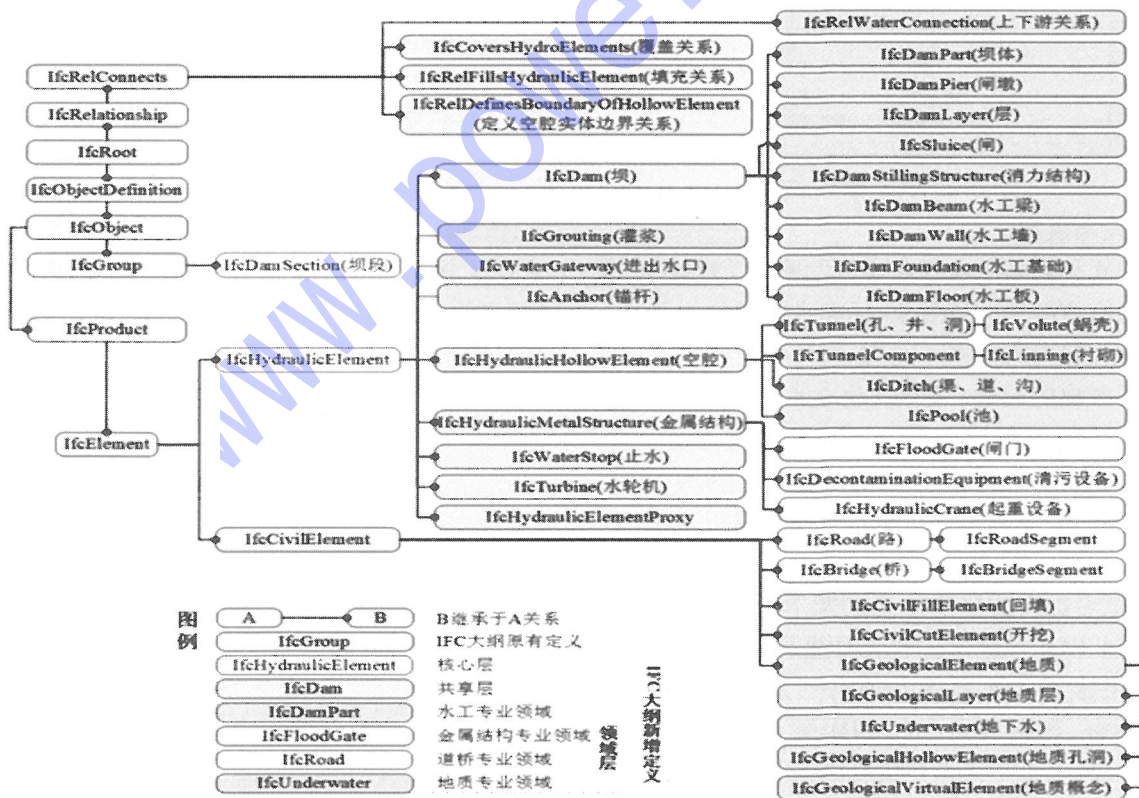 IfcRelWaterConnection(上下游关系)
IfcCoversHydroElements(覆盖关系)
IfcDamPart(坝体)
IfcRelConnects
IfcRelFillsHydraulicElement(填充关系)
IfcDamPier(闸墩)
IfcRelDefinesBoundaryOfHollowElement
(定义空腔实体边界关系)
IfcRelationship
IfcDamLayer(层)
IfcRoot
IfcSluice(闸)
IfcDam(坝)
IfcDamStillingStructure(消力结构)
IfcObjectDefinition
IfcDamBeam(水工梁)
IfcObject
IfcGrouting(灌浆)
IfcDamWall(水工墙)
IfcGroup
IfcDamSection(坝段)
IfcWaterGateway(进出水口)
IfcDamFoundation(水工基础)
IfcAnchor(锚杆)
IfcDamFloor(水工板)
IfcProduct
IfcTunnel(孔、井、洞)
IfcVolute(蜗壳)
IfcHydraulicElement
IfcHydraulicHollowElement(空腔)
IfcTunnelComponent
IfcLinning(衬砌)
IfcDitch(渠、道、沟)
IfcPool(池)
IfcHydraulicMetalStructure(金属结构)
IfcElement
IfcFloodGate(闸门)
IfcWaterStop(止水)
IfcDecontaminationEquipment(清污设备)
IfcTurbine(水轮机)
IfcHydraulicCrane(起重设备)
IfcHydraulicElementProxy
IfcCivilElement
IfcRoad(路)
IfcRoadSegment
IfcBridge(桥)
IfcBridgeSegment
IfcCivilFillElement(回填)
IfcCivilCutElement(开挖)
IfcGeologicalElement(地质)
IfcGeologicalLayer(地质层)
IfcUnderwater(地下水)
IfcGeologicalHollowElement(地质孔洞)
IfcGeologicalVirtualElement(地质概念)
图例
A B B继承于A关系
IfcGroup IFC大纲原有定义
IfcHydraulicElement 核心层
IfcDam 共享层
IfcDamPart 水工专业领域
IfcFloodGate 金属结构专业领域
IfcRoad 道桥专业领域
IfcUnderwater 地质专业领域
领域层
IFC大纲新增定义
www.powe